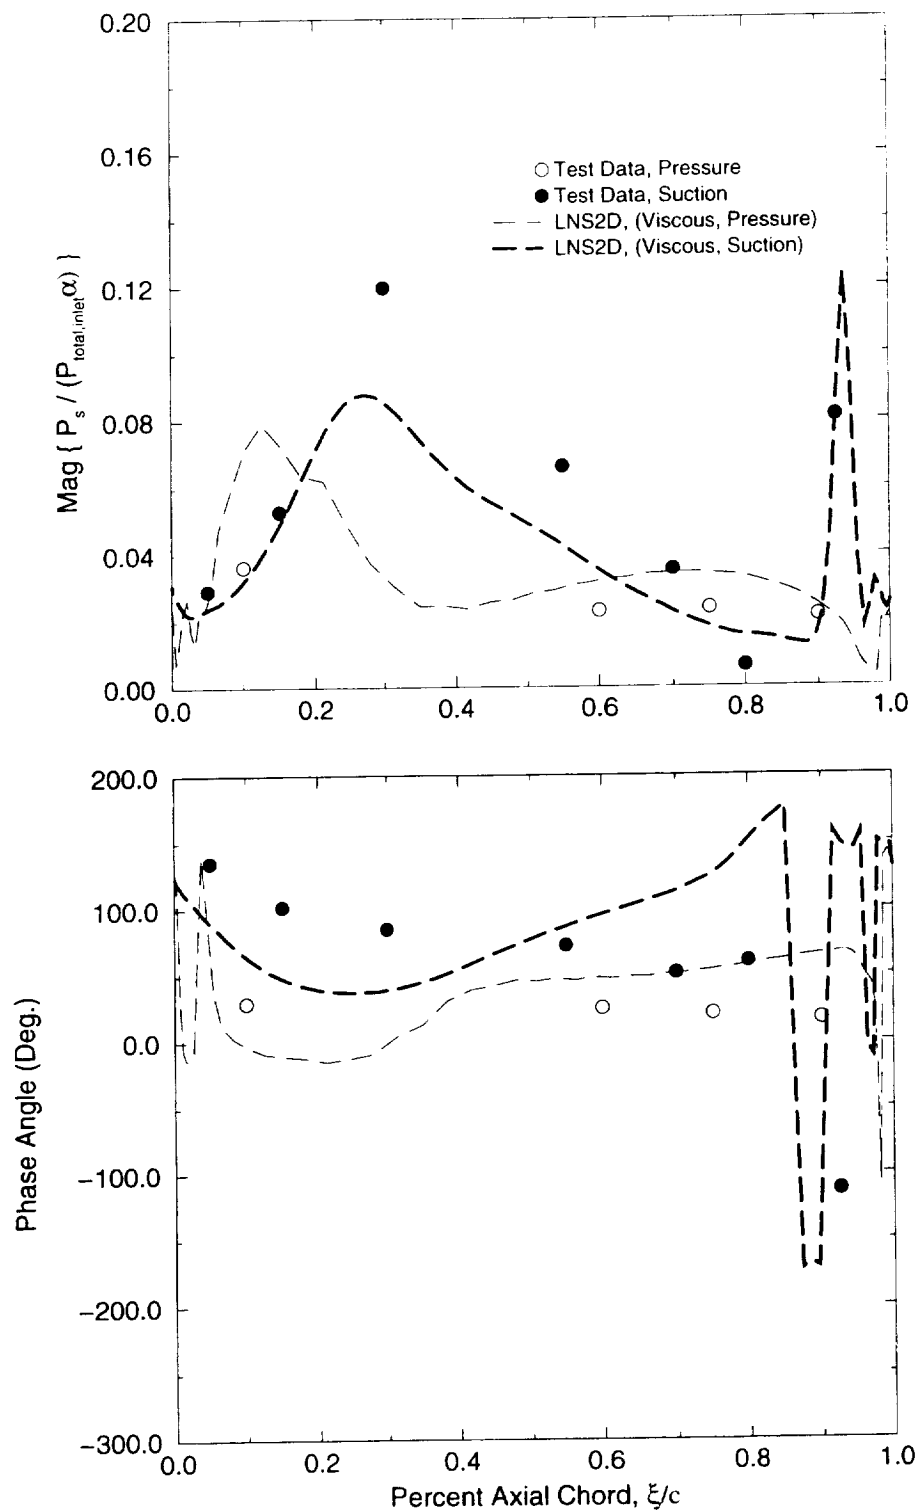 0.20
0.16
0.12
0.08
0.04
0.00
Mag { P_s / (P_total,inlet α) }
○ Test Data, Pressure
● Test Data, Suction
LNS2D, (Viscous, Pressure)
LNS2D, (Viscous, Suction)
0.0 0.2 0.4 0.6 0.8 1.0
200.0
100.0
0.0
−100.0
−200.0
−300.0
Phase Angle (Deg.)
0.0 0.2 0.4 0.6 0.8 1.0
Percent Axial Chord, ξ/c